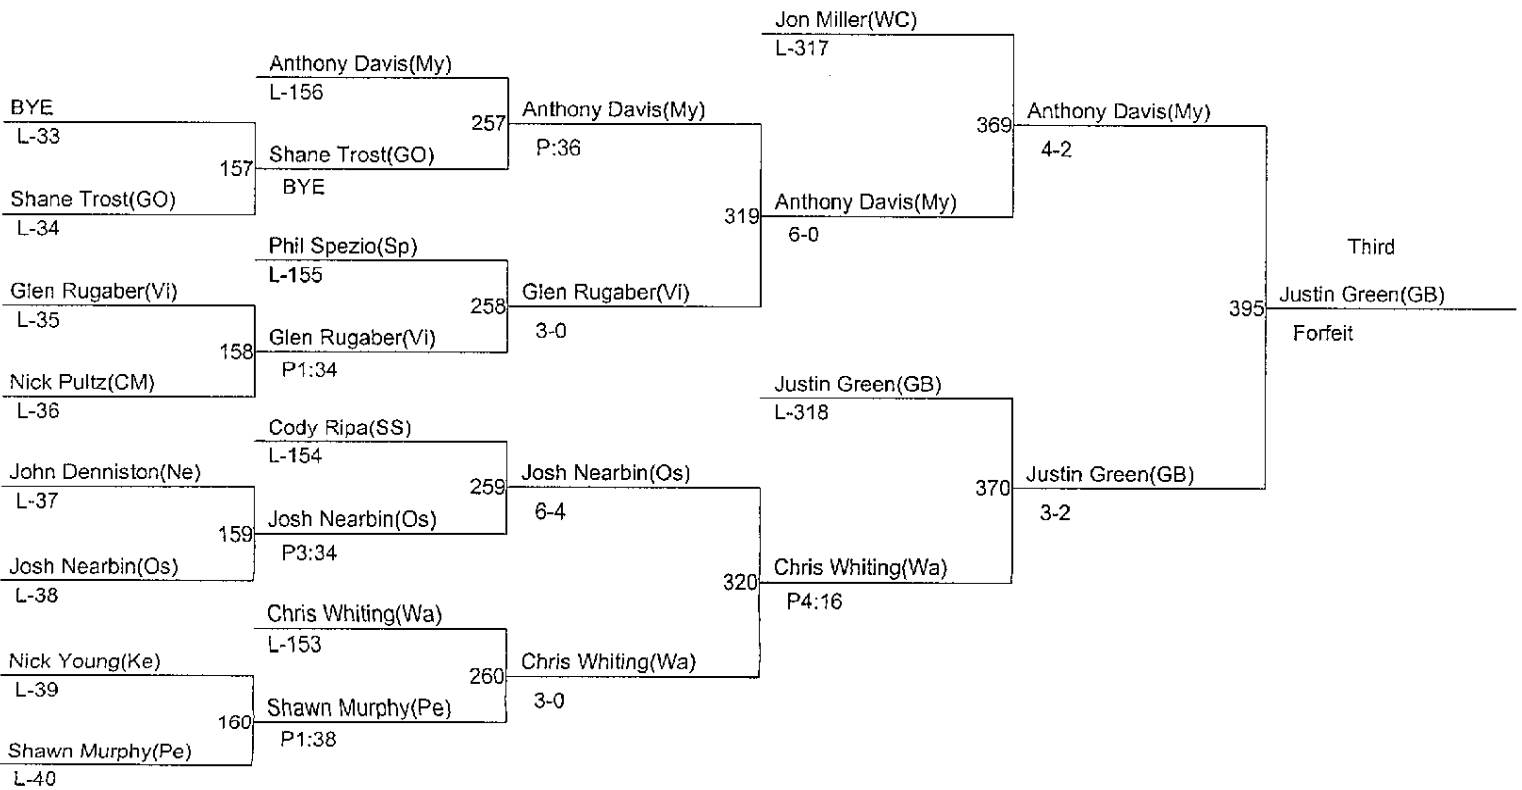 Jon Miller(WC)
L-317
Anthony Davis(My)
L-156
BYE
L-33
257
Anthony Davis(My)
P:36
369
Anthony Davis(My)
4-2
157
Shane Trost(GO)
BYE
Shane Trost(GO)
L-34
319
Anthony Davis(My)
6-0
Phil Spezio(Sp)
L-155
Third
Glen Rugaber(Vi)
L-35
258
Glen Rugaber(Vi)
3-0
395
Justin Green(GB)
Forfeit
158
Glen Rugaber(Vi)
P1:34
Nick Pultz(CM)
L-36
Justin Green(GB)
L-318
Cody Ripa(SS)
L-154
John Denniston(Ne)
L-37
259
Josh Nearbin(Os)
6-4
370
Justin Green(GB)
3-2
159
Josh Nearbin(Os)
P3:34
Josh Nearbin(Os)
L-38
320
Chris Whiting(Wa)
P4:16
Chris Whiting(Wa)
L-153
Nick Young(Ke)
L-39
260
Chris Whiting(Wa)
3-0
160
Shawn Murphy(Pe)
P1:38
Shawn Murphy(Pe)
L-40